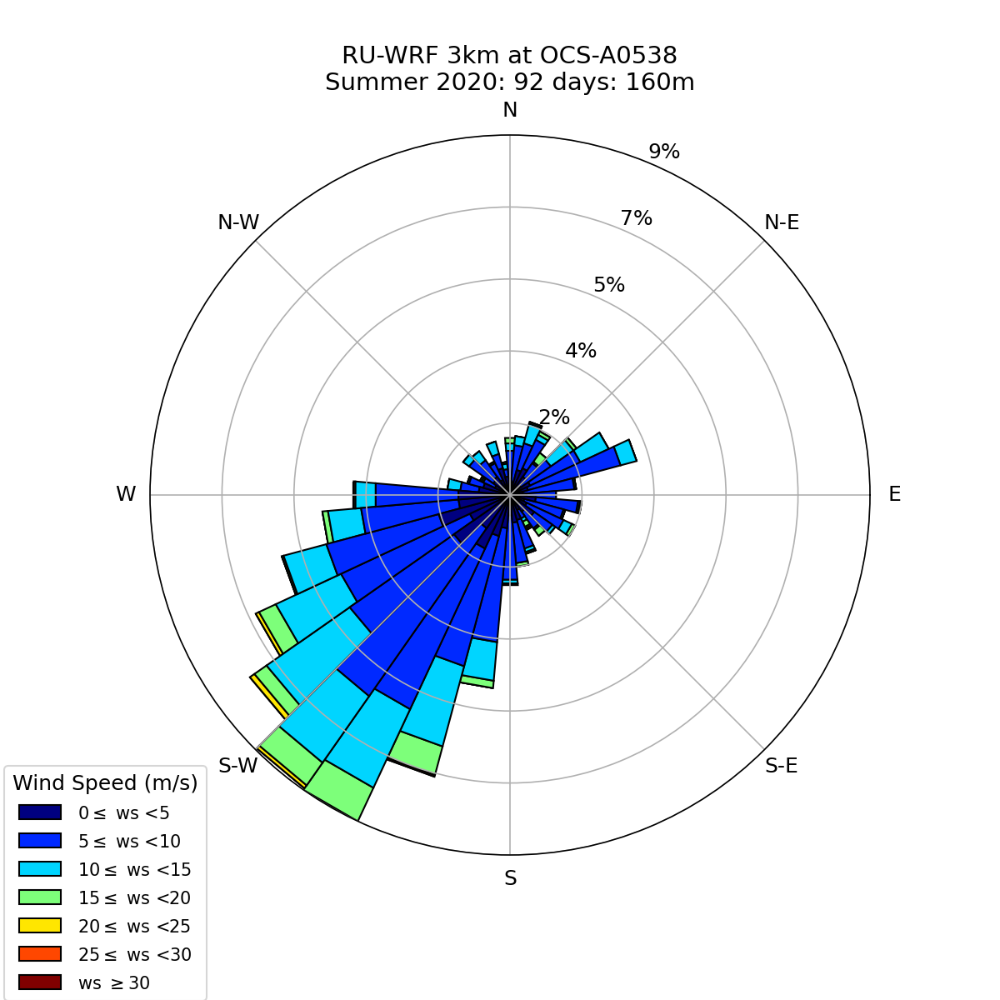 RU-WRF 3km at OCS-A0538
Summer 2020: 92 days: 160m
N
9%
N-W
7%
N-E
5%
4%
2%
W
E
S-W
S-E
S
Wind Speed (m/s)
0≤ ws <5
5≤ ws <10
10≤ ws <15
15≤ ws <20
20≤ ws <25
25≤ ws <30
ws ≥30